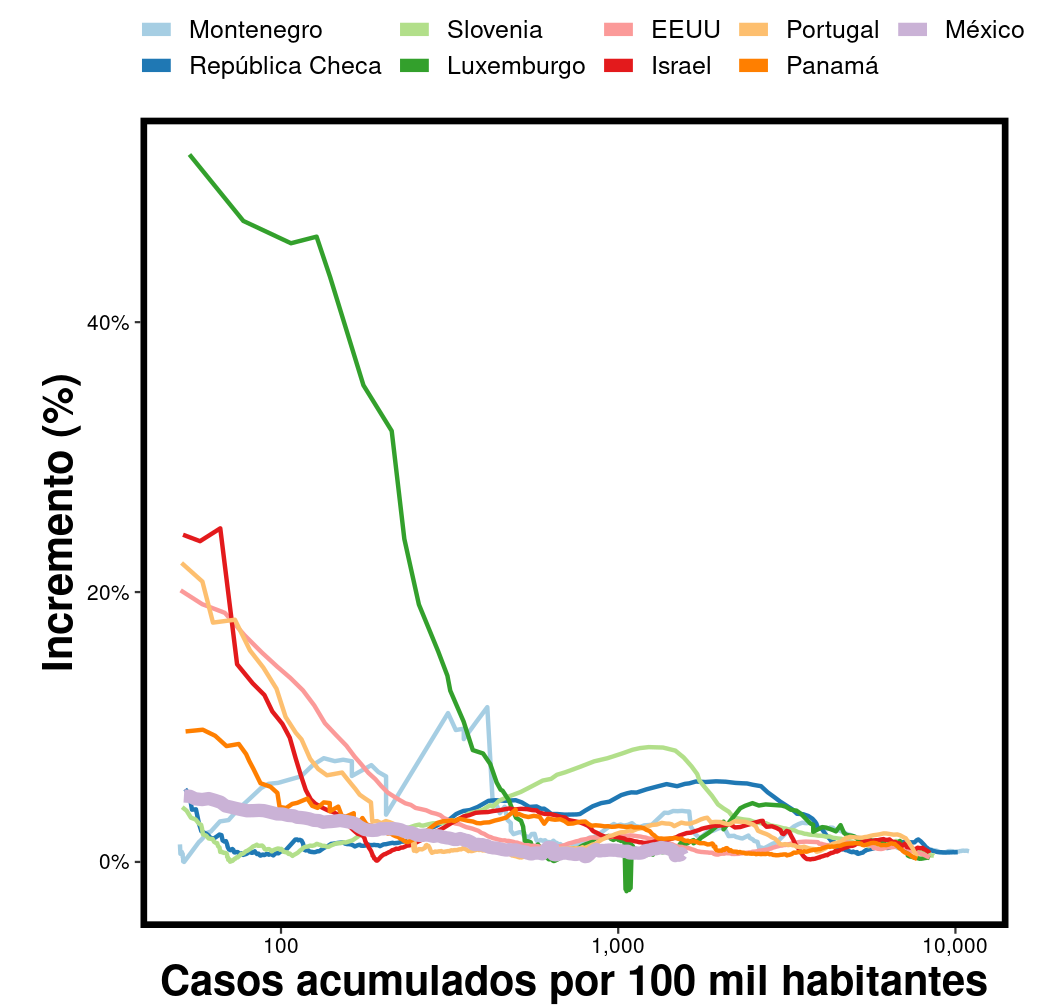 Montenegro Slovenia EEUU Portugal México
República Checa Luxemburgo Israel Panamá
40%
20%
0%
Incremento (%)
100 1,000 10,000
Casos acumulados por 100 mil habitantes